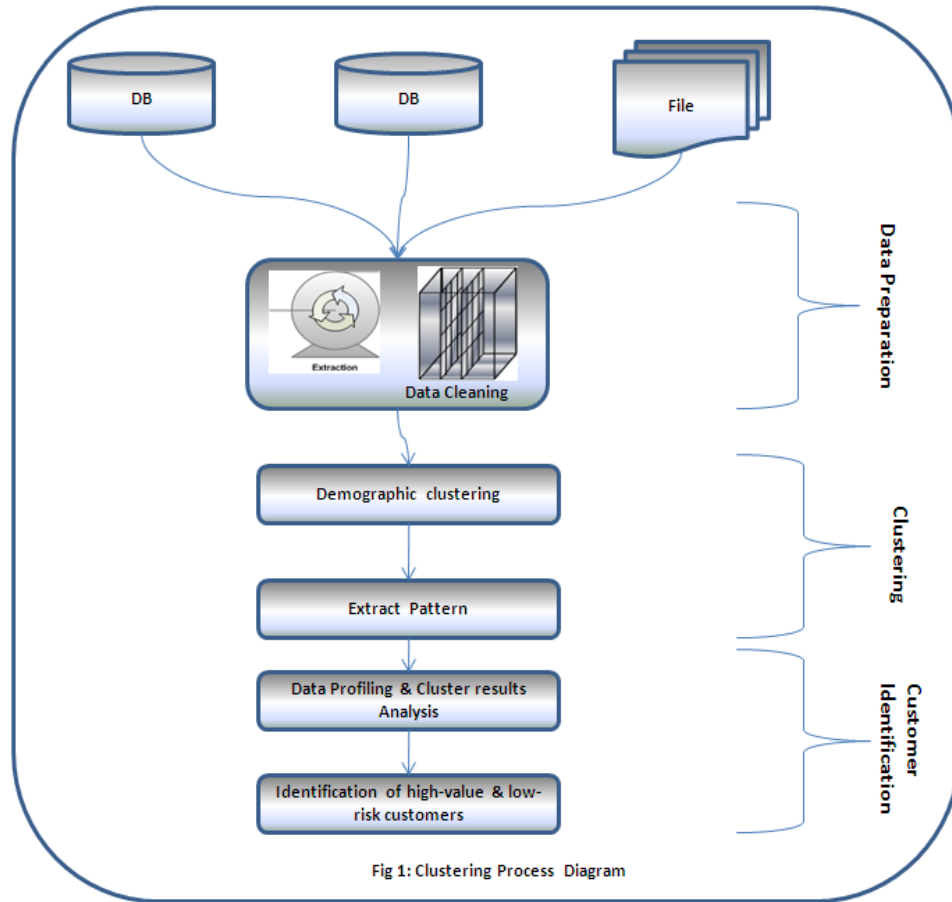 DB
DB
File
Data Preparation
Extraction
Data Cleaning
Demographic clustering
Clustering
Extract Pattern
Data Profiling & Cluster results
Analysis
Customer
Identification
Identification of high-value & low-
risk customers
Fig 1: Clustering Process Diagram